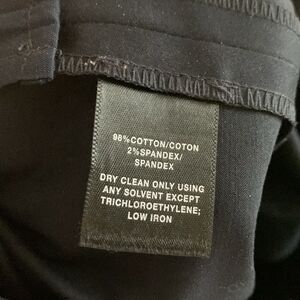 98%COTTON/COTON
2%SPANDEX/
SPANDEX
DRY CLEAN ONLY USING
ANY SOLVENT EXCEPT
TRICHLOROETHYLENE;
LOW IRON